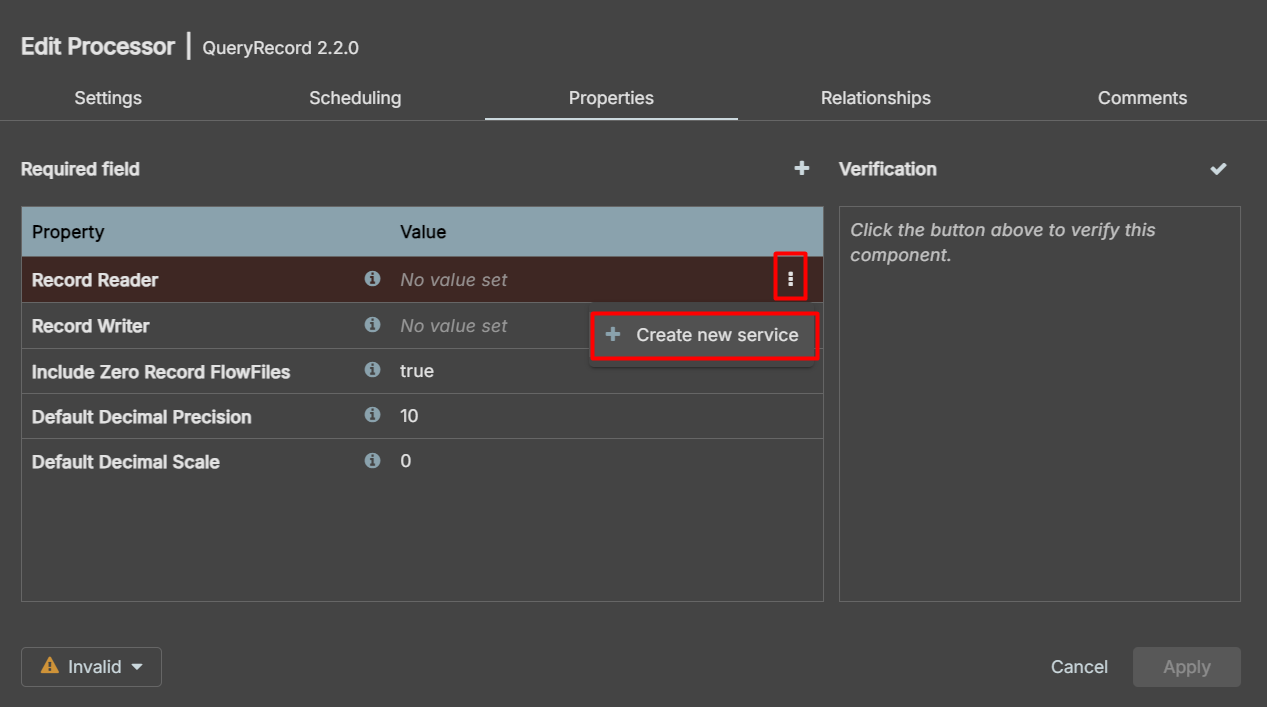 Edit Processor | QueryRecord 2.2.0
Settings Scheduling Properties Relationships Comments
Required field
Verification
Property Value
Record Reader No value set
Record Writer No value set
Create new service
Include Zero Record FlowFiles true
Default Decimal Precision 10
Default Decimal Scale 0
Click the button above to verify this
component.
Invalid
Cancel Apply